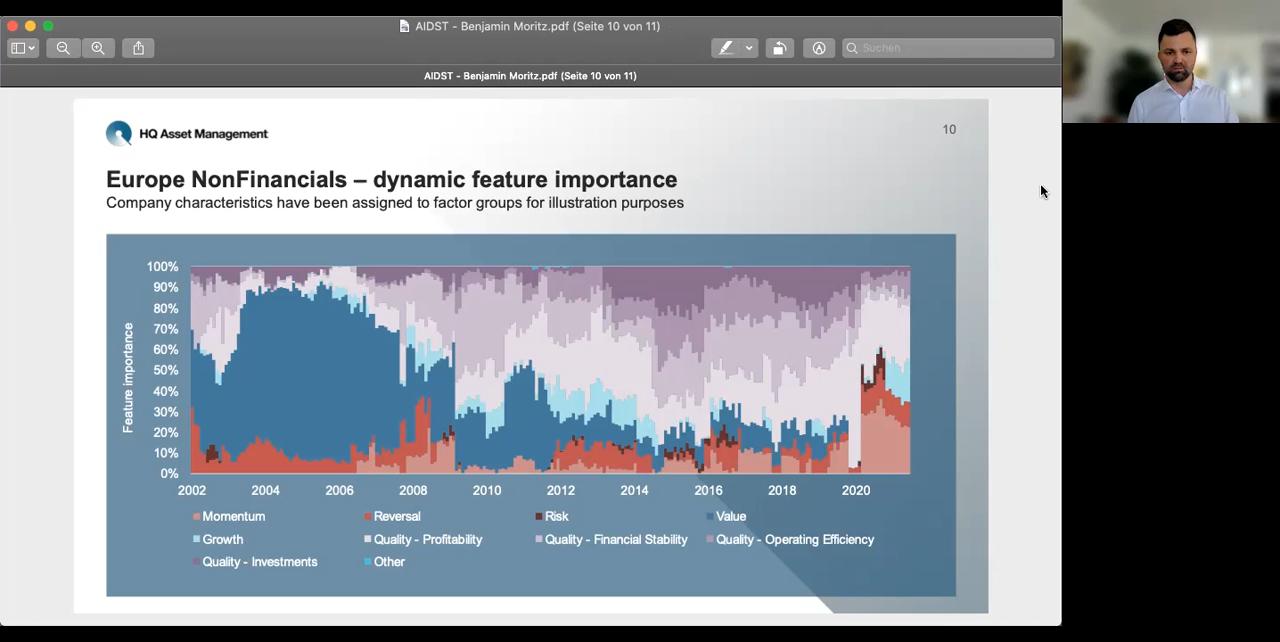 AIDST - Benjamin Moritz.pdf (Seite 10 von 11)
Suchen
AIDST - Benjamin Moritz.pdf (Seite 10 von 11)
HQ Asset Management
10
Europe NonFinancials – dynamic feature importance
Company characteristics have been assigned to factor groups for illustration purposes
Feature importance
100%
90%
80%
70%
60%
50%
40%
30%
20%
10%
0%
2002 2004 2006 2008 2010 2012 2014 2016 2018 2020
Momentum Reversal Risk Value
Growth Quality - Profitability Quality - Financial Stability Quality - Operating Efficiency
Quality - Investments Other